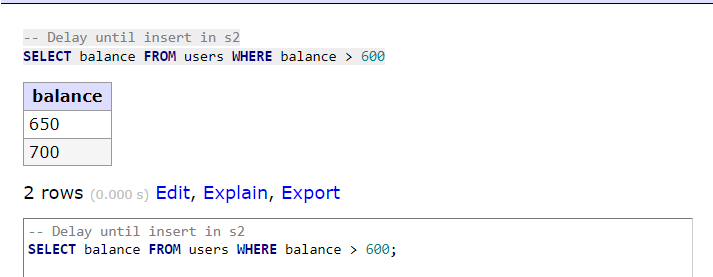 -- Delay until insert in s2
SELECT balance FROM users WHERE balance > 600
balance
650
700
2 rows (0.000 s) Edit, Explain, Export
-- Delay until insert in s2
SELECT balance FROM users WHERE balance > 600;